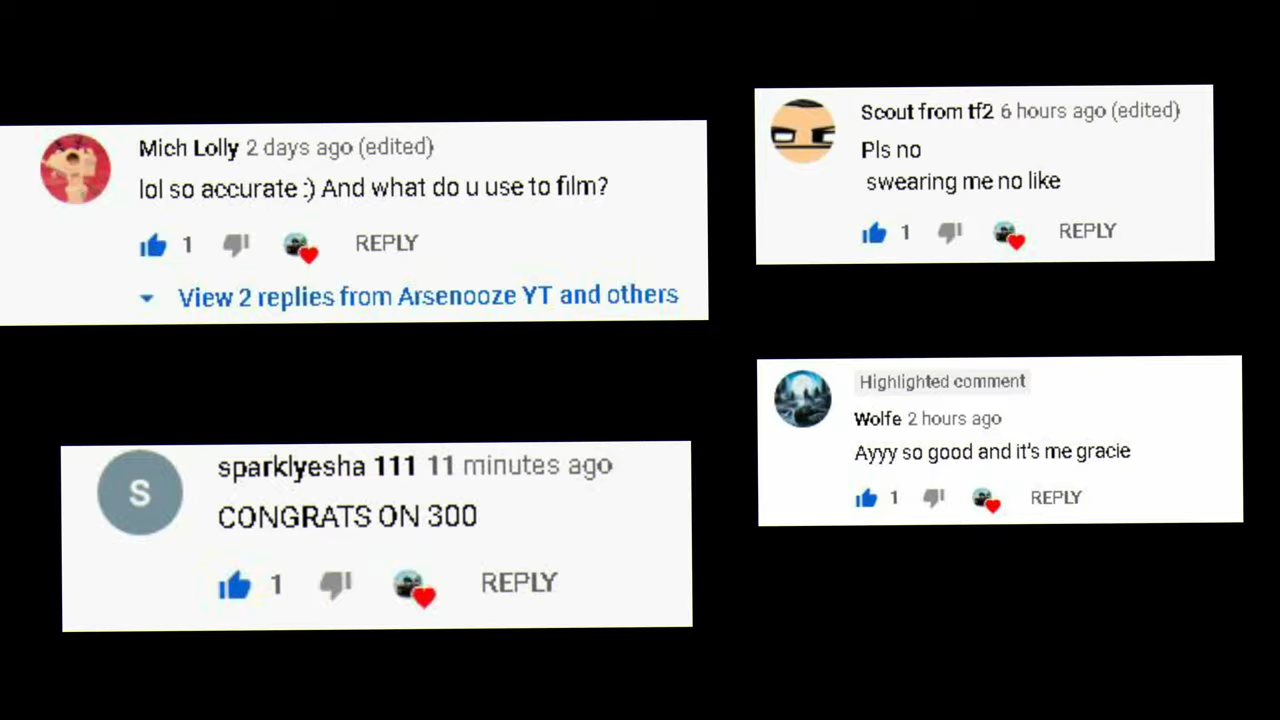 Mich Lolly 2 days ago (edited)
lol so accurate :) And what do u use to film?
1 REPLY
View 2 replies from Arsenooze YT and others
Scout from tf2 6 hours ago (edited)
Pls no
swearing me no like
1 REPLY
S
sparklyesha 111 11 minutes ago
CONGRATS ON 300
1 REPLY
Highlighted comment
Wolfe 2 hours ago
Ayyy so good and it's me gracie
1 REPLY